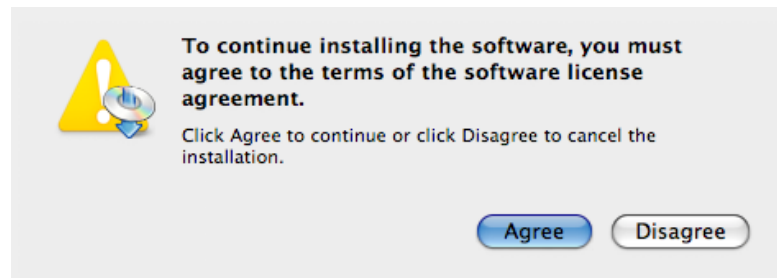 To continue installing the software, you must
agree to the terms of the software license
agreement.
Click Agree to continue or click Disagree to cancel the
installation.
Agree Disagree